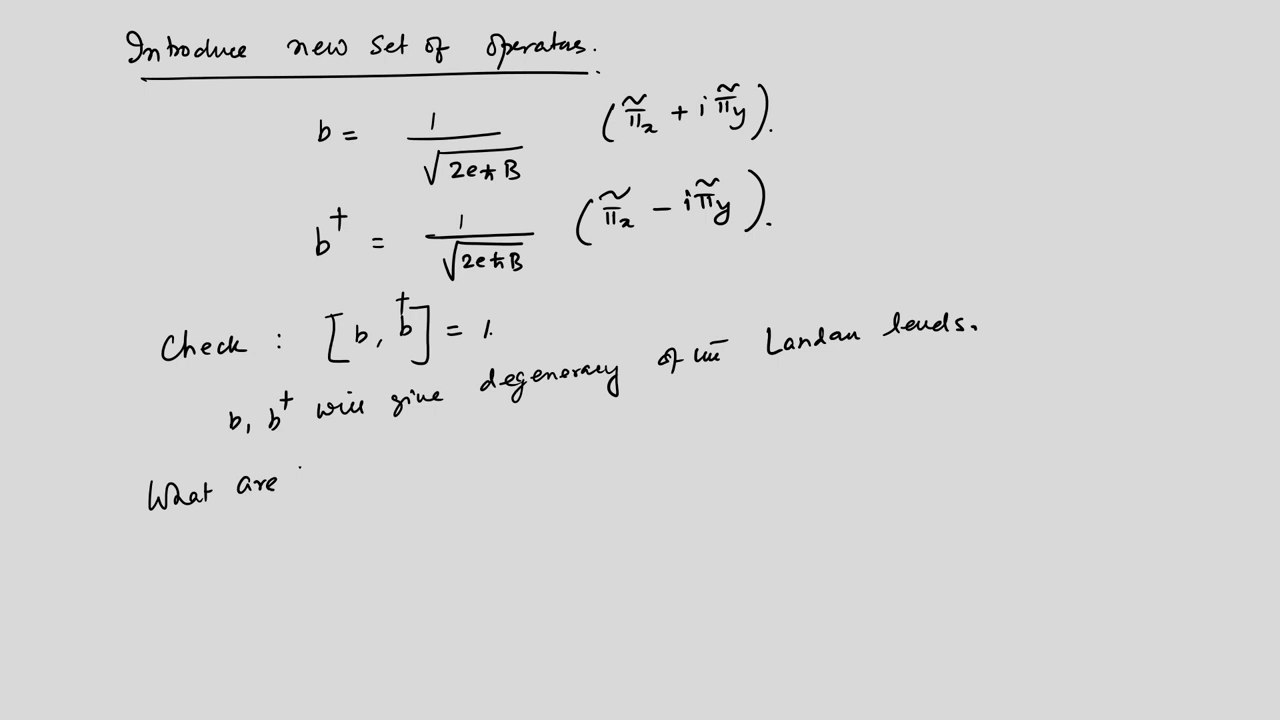 Introduce new set of operators.
b = 1/√(2eħB) (π̃x + iπ̃y).
b† = 1/√(2eħB) (π̃x − iπ̃y).
Check : [b, b†] = 1.
b, b† will give degeneracy of the Landau levels.
What are